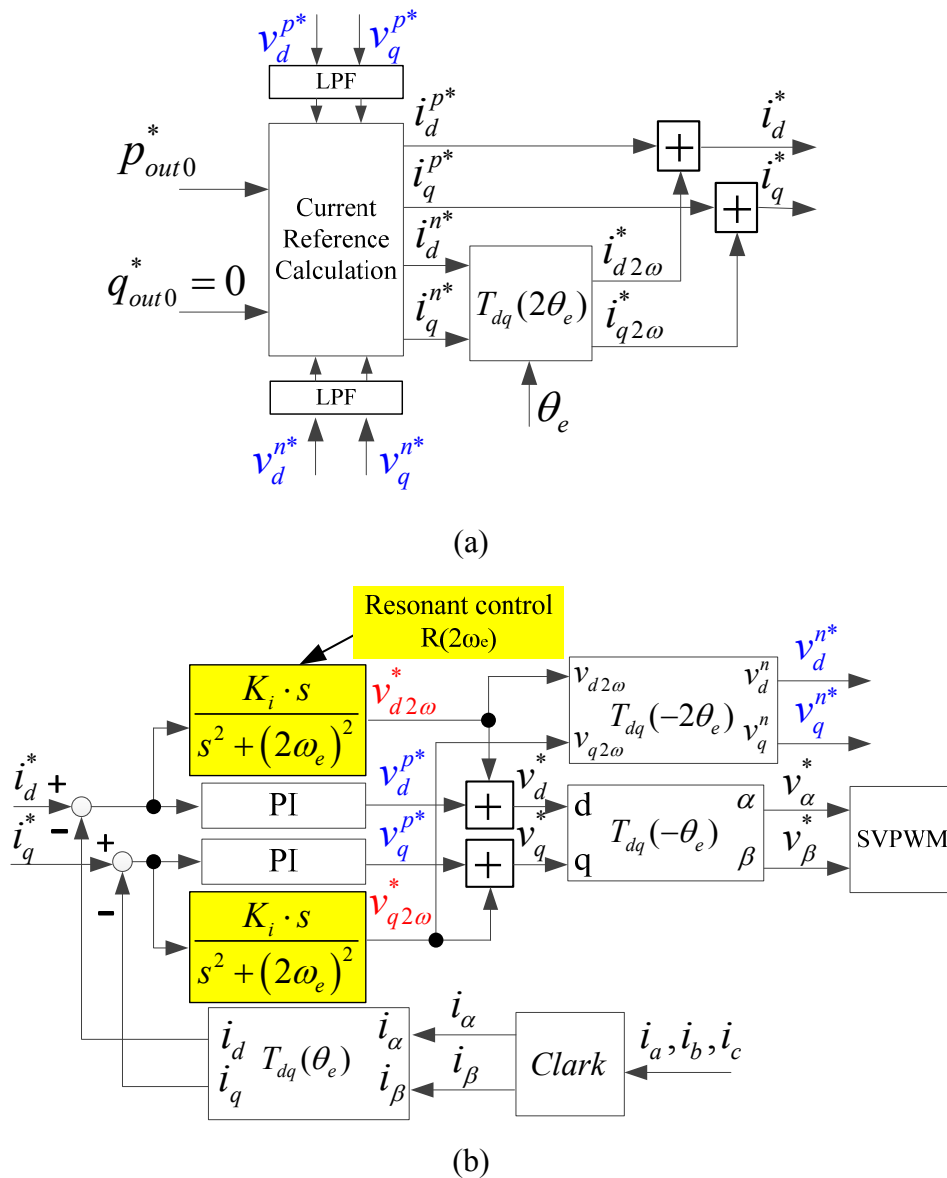 v_d^{p*} v_q^{p*}
LPF
p_{out0}^*
q_{out0}^* = 0
Current
Reference
Calculation
i_d^{p*}
i_q^{p*}
i_d^{n*}
i_q^{n*}
T_{dq}(2θ_e)
i_{d2ω}^*
i_{q2ω}^*
+
+
i_d^*
i_q^*
θ_e
LPF
v_d^{n*} v_q^{n*}
(a)
Resonant control
R(2ω_e)
K_i · s
s^2 + (2ω_e)^2
v_{d2ω}^*
i_d^* + −
i_q^* + −
PI
v_d^{p*}
PI
v_q^{p*}
K_i · s
s^2 + (2ω_e)^2
v_{q2ω}^*
+
+
v_d^*
v_q^*
v_{d2ω} v_d^n
T_{dq}(−2θ_e)
v_{q2ω} v_q^n
v_d^{n*}
v_q^{n*}
d α
T_{dq}(−θ_e)
q β
v_α^*
v_β^*
SVPWM
i_d T_{dq}(θ_e) i_α
i_q i_β
i_α
i_β
Clark
i_a, i_b, i_c
(b)